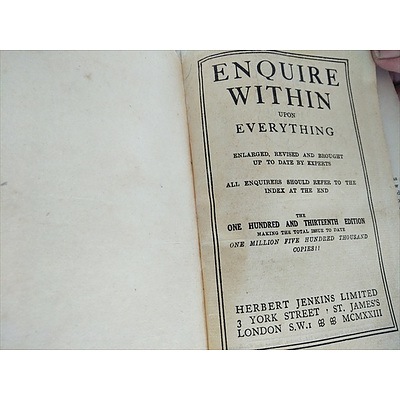 ENQUIRE
WITHIN
UPON
EVERYTHING
ENLARGED, REVISED AND BROUGHT
UP TO DATE BY EXPERTS
ALL ENQUIRERS SHOULD REFER TO THE
INDEX AT THE END
THE
ONE HUNDRED AND THIRTEENTH EDITION
MAKING THE TOTAL ISSUE TO DATE
ONE MILLION FIVE HUNDRED THOUSAND
COPIES!!
HERBERT JENKINS LIMITED
3 YORK STREET, ST. JAMES'S
LONDON S.W.1 MCMXXIII